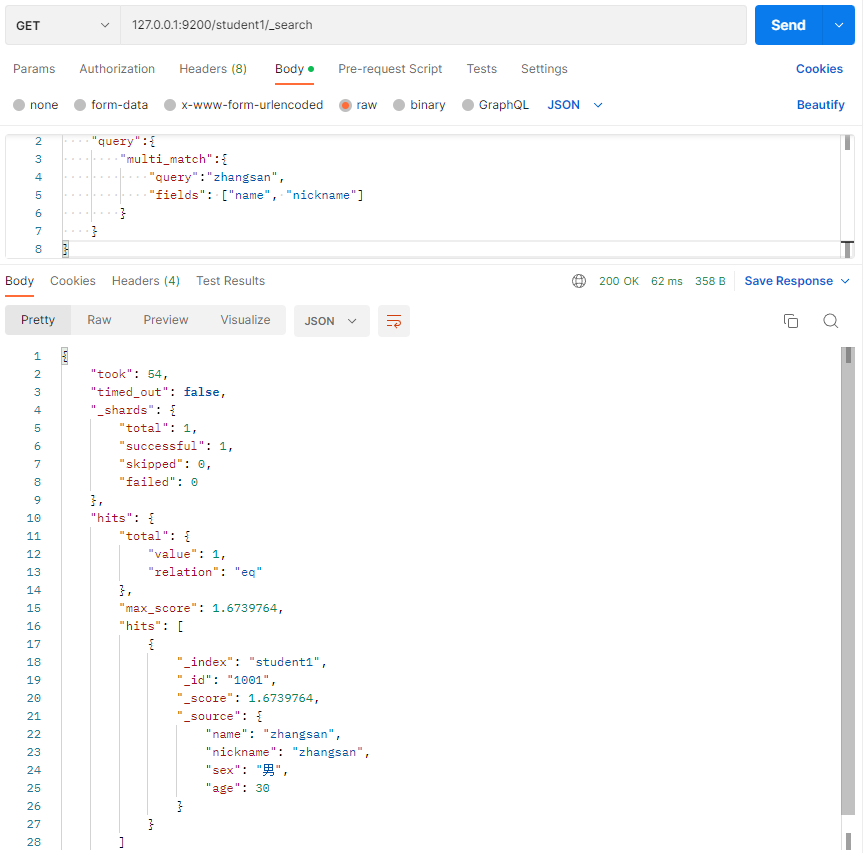 GET 127.0.0.1:9200/student1/_search Send
Params Authorization Headers (8) Body Pre-request Script Tests Settings Cookies
none form-data x-www-form-urlencoded raw binary GraphQL JSON Beautify
2 "query":{
3 "multi_match":{
4 "query":"zhangsan",
5 "fields": ["name", "nickname"]
6 }
7 }
8 }
Body Cookies Headers (4) Test Results 200 OK 62 ms 358 B Save Response
Pretty Raw Preview Visualize JSON
1 {
2 "took": 54,
3 "timed_out": false,
4 "_shards": {
5 "total": 1,
6 "successful": 1,
7 "skipped": 0,
8 "failed": 0
9 },
10 "hits": {
11 "total": {
12 "value": 1,
13 "relation": "eq"
14 },
15 "max_score": 1.6739764,
16 "hits": [
17 {
18 "_index": "student1",
19 "_id": "1001",
20 "_score": 1.6739764,
21 "_source": {
22 "name": "zhangsan",
23 "nickname": "zhangsan",
24 "sex": "男",
25 "age": 30
26 }
27 }
28 ]